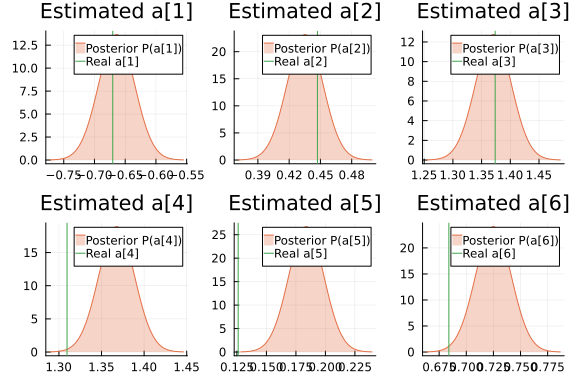 Estimated a[1]
12.5
10.0
7.5
5.0
2.5
0.0
Posterior P(a[1])
Real a[1]
−0.75 −0.70 −0.65 −0.60 −0.55
Estimated a[2]
20
15
10
5
0
Posterior P(a[2])
Real a[2]
0.39 0.42 0.45 0.48
Estimated a[3]
12
10
8
6
4
2
0
Posterior P(a[3])
Real a[3]
1.25 1.30 1.35 1.40 1.45
Estimated a[4]
15
10
5
0
Posterior P(a[4])
Real a[4]
1.30 1.35 1.40 1.45
Estimated a[5]
25
20
15
10
5
0
Posterior P(a[5])
Real a[5]
0.125 0.150 0.175 0.200 0.225
Estimated a[6]
20
15
10
5
0
Posterior P(a[6])
Real a[6]
0.675 0.700 0.725 0.750 0.775